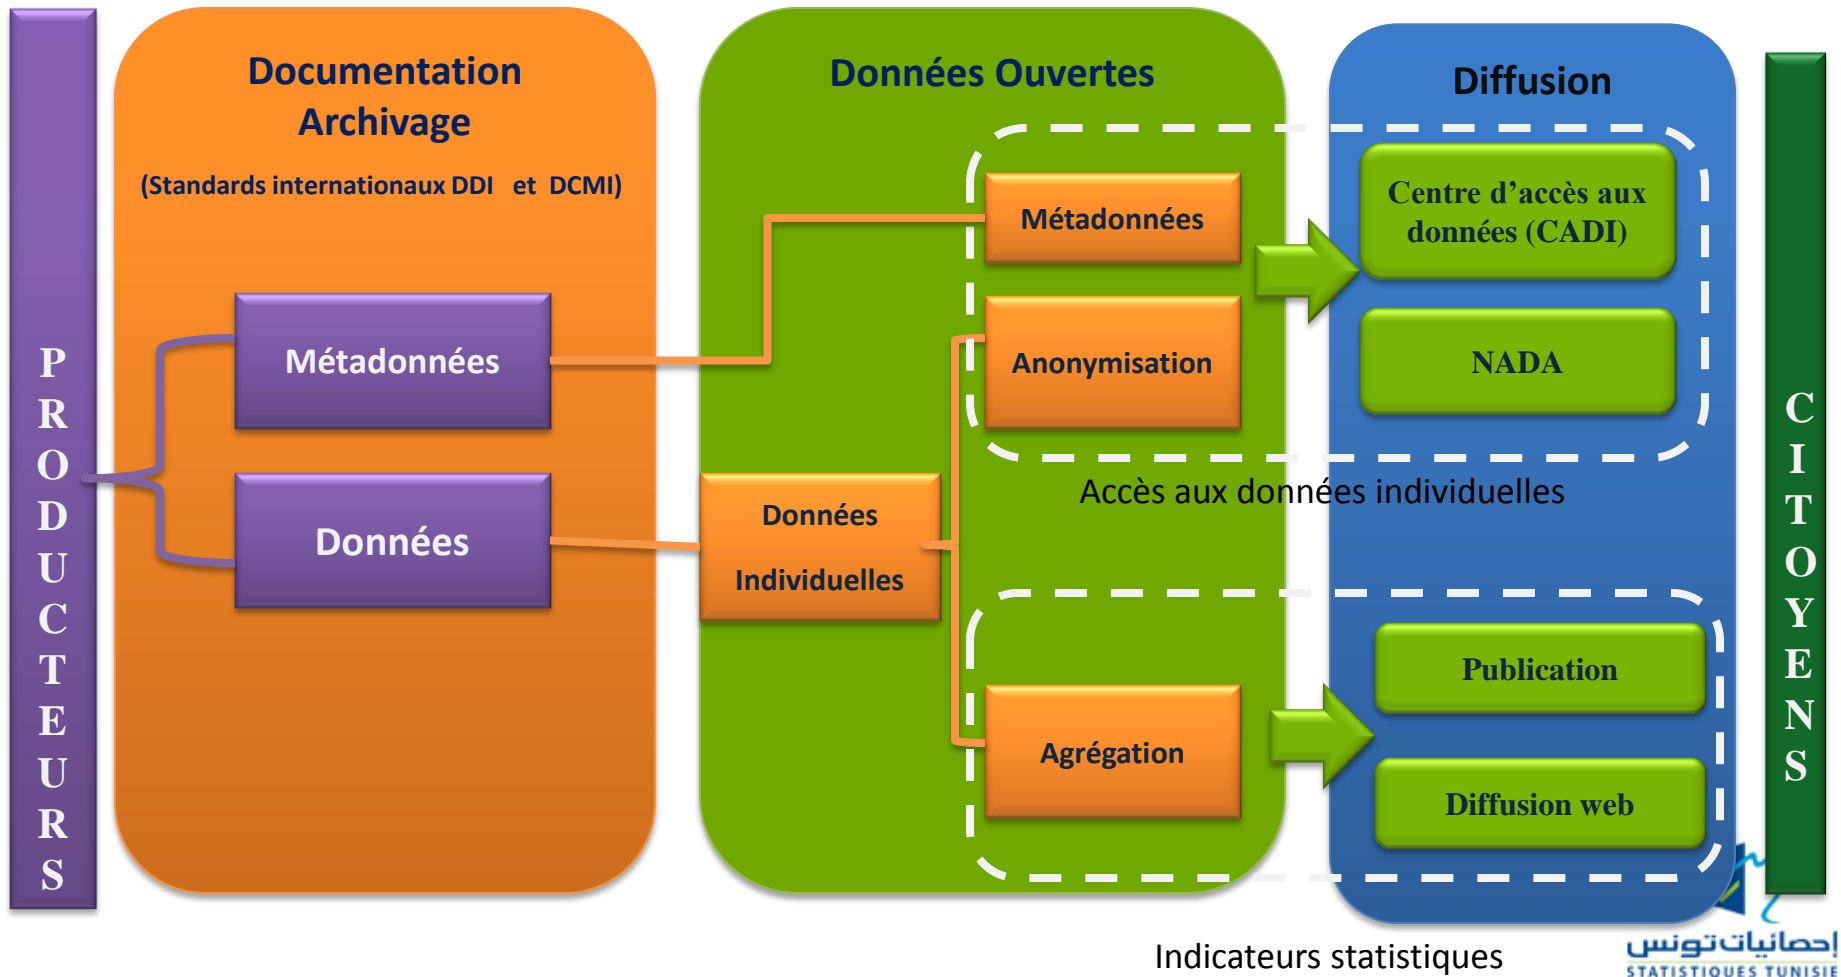 PRODUCTEURS
Documentation
Archivage
(Standards internationaux DDI et DCMI)
Métadonnées
Données
Données Ouvertes
Métadonnées
Anonymisation
Données
Individuelles
Agrégation
Diffusion
Centre d’accès aux
données (CADI)
NADA
Accès aux données individuelles
Publication
Diffusion web
CITOYENS
Indicateurs statistiques
إحصائيات تونس
STATISTIQUES TUNISIE